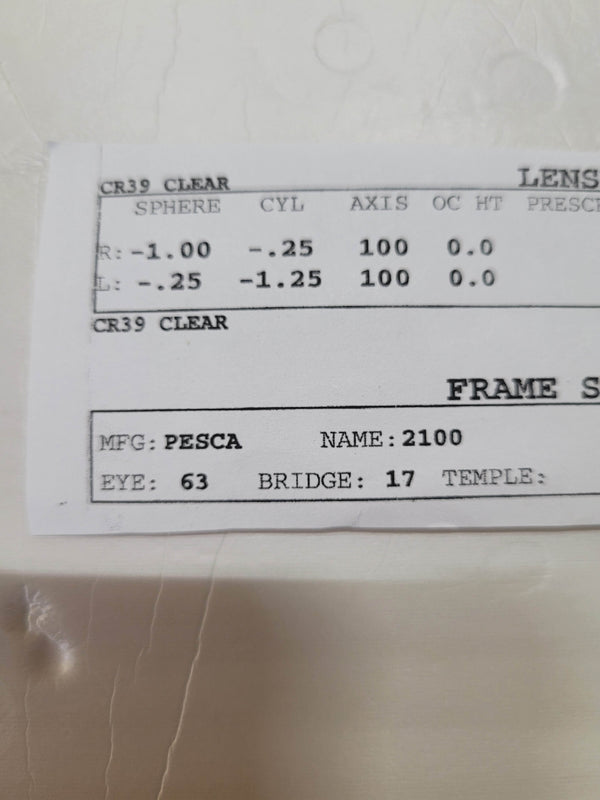 CR39 CLEAR LENS
SPHERE CYL AXIS OC HT
R: -1.00 -.25 100 0.0
L: -.25 -1.25 100 0.0
CR39 CLEAR
FRAME S
MFG: PESCA NAME: 2100
EYE: 63 BRIDGE: 17 TEMPLE: